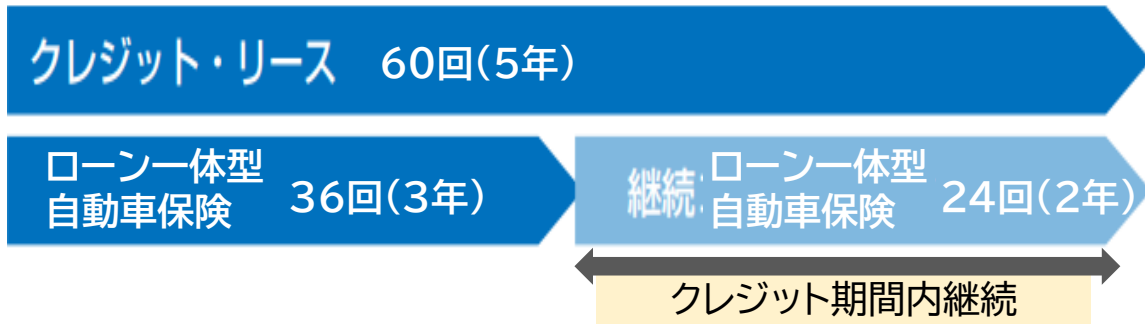 クレジット・リース 60回(5年)
ローン一体型
自動車保険 36回(3年)
継続:ローン一体型
自動車保険 24回(2年)
クレジット期間内継続